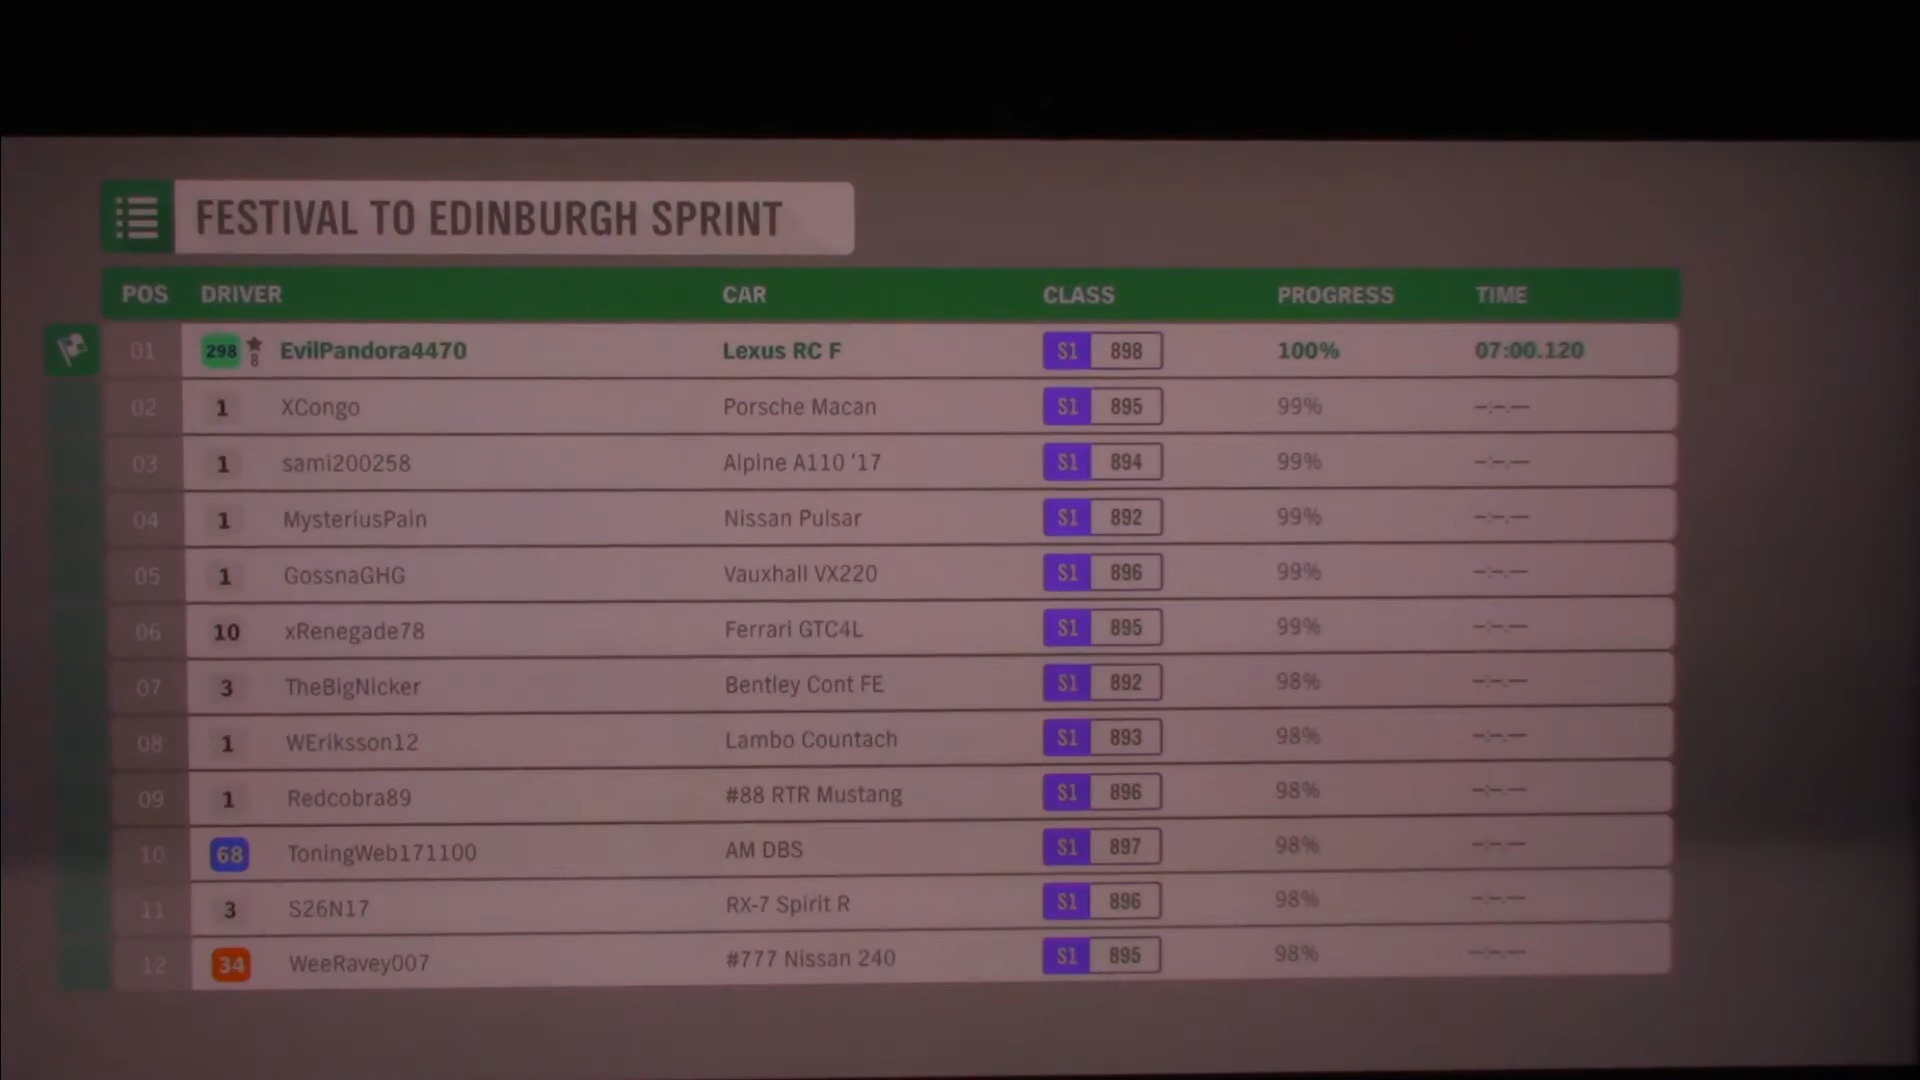 FESTIVAL TO EDINBURGH SPRINT
POS DRIVER CAR CLASS PROGRESS TIME
01 298 8 EvilPandora4470 Lexus RC F S1 898 100% 07:00.120
02 1 XCongo Porsche Macan S1 895 99% --:--.---
03 1 sami200258 Alpine A110 '17 S1 894 99% --:--.---
04 1 MysteriusPain Nissan Pulsar S1 892 99% --:--.---
05 1 GossnaGHG Vauxhall VX220 S1 896 99% --:--.---
06 10 xRenegade78 Ferrari GTC4L S1 895 99% --:--.---
07 3 TheBigNicker Bentley Cont FE S1 892 98% --:--.---
08 1 WEriksson12 Lambo Countach S1 893 98% --:--.---
09 1 Redcobra89 #88 RTR Mustang S1 896 98% --:--.---
10 68 ToningWeb171100 AM DBS S1 897 98% --:--.---
11 3 S26N17 RX-7 Spirit R S1 896 98% --:--.---
12 34 WeeRavey007 #777 Nissan 240 S1 895 98% --:--.---